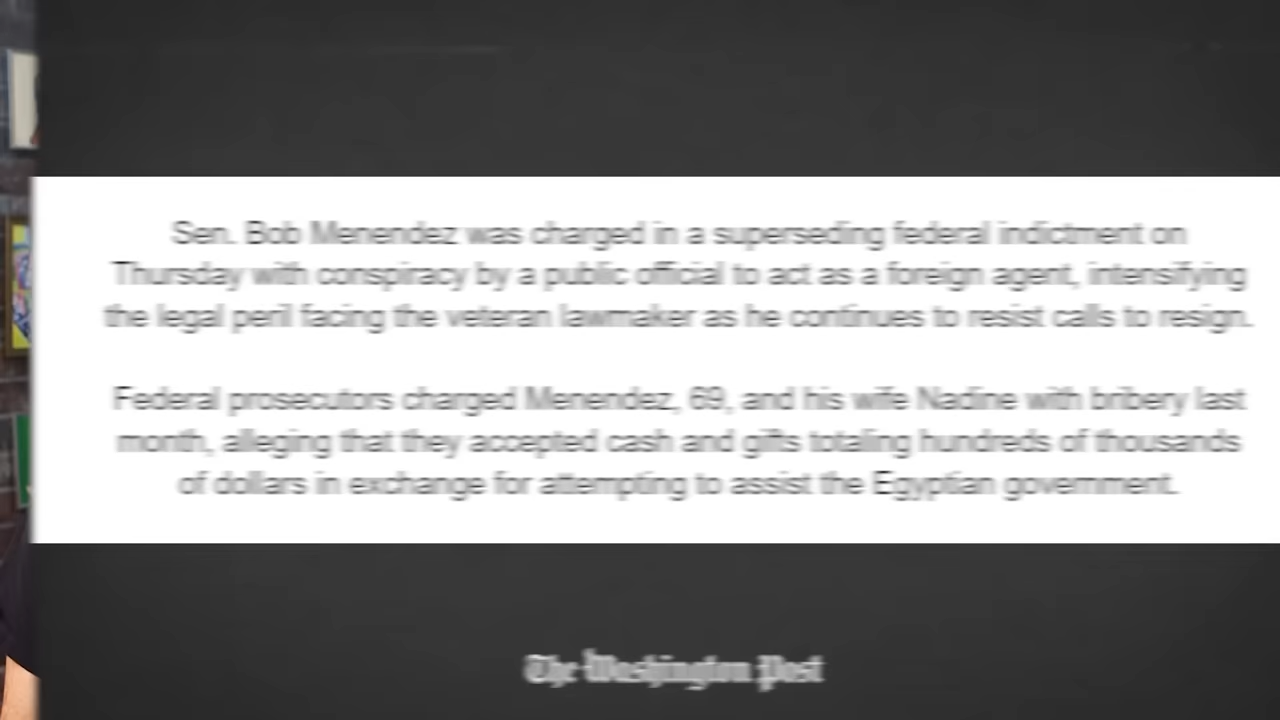 Sen. Bob Menendez was charged in a superseding federal indictment on
Thursday with conspiracy by a public official to act as a foreign agent, intensifying
the legal peril facing the veteran lawmaker as he continues to resist calls to resign.
Federal prosecutors charged Menendez, 69, and his wife Nadine with bribery last
month, alleging that they accepted cash and gifts totaling hundreds of thousands
of dollars in exchange for attempting to assist the Egyptian government.
The Washington Post